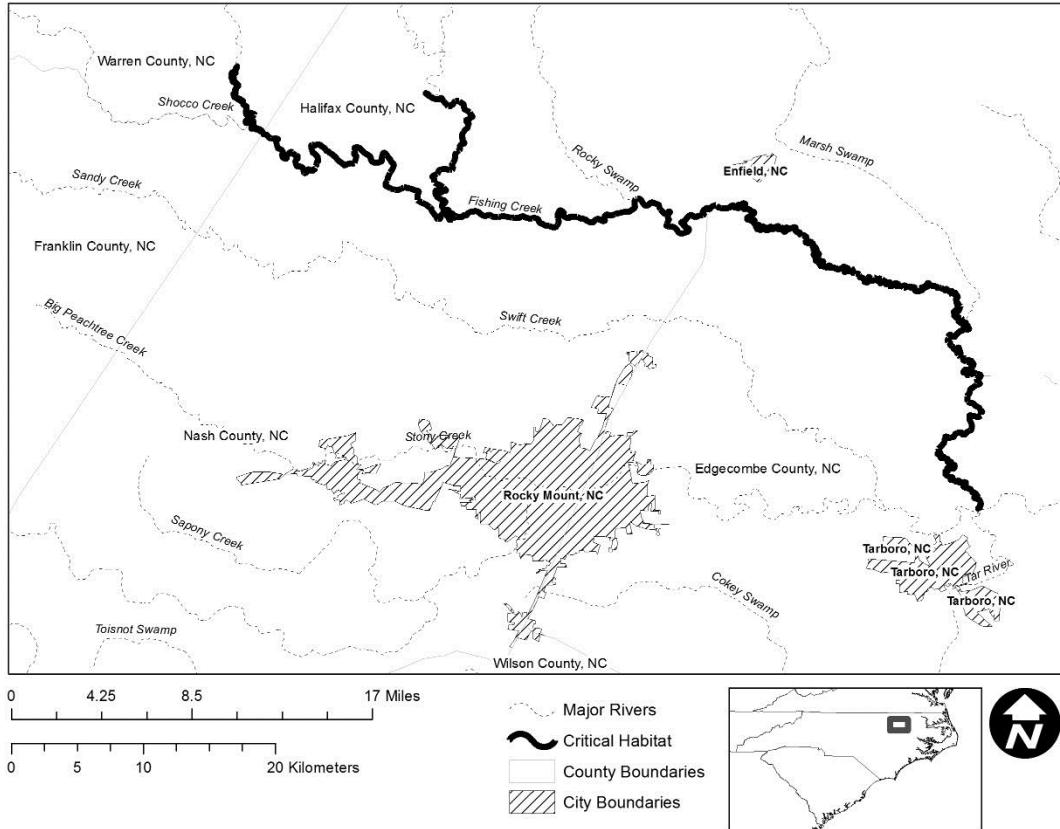 Warren County, NC
Shocco Creek
Halifax County, NC
Marsh Swamp
Rocky Swamp
Enfield, NC
Sandy Creek
Fishing Creek
Franklin County, NC
Big Peachtree Creek
Swift Creek
Nash County, NC
Stony Creek
Edgecombe County, NC
Rocky Mount, NC
Sapony Creek
Tarboro, NC
Tarboro, NC
Tar River
Tarboro, NC
Cokey Swamp
Toisnot Swamp
Wilson County, NC
0 4.25 8.5 17 Miles
0 5 10 20 Kilometers
Major Rivers
Critical Habitat
County Boundaries
City Boundaries
N